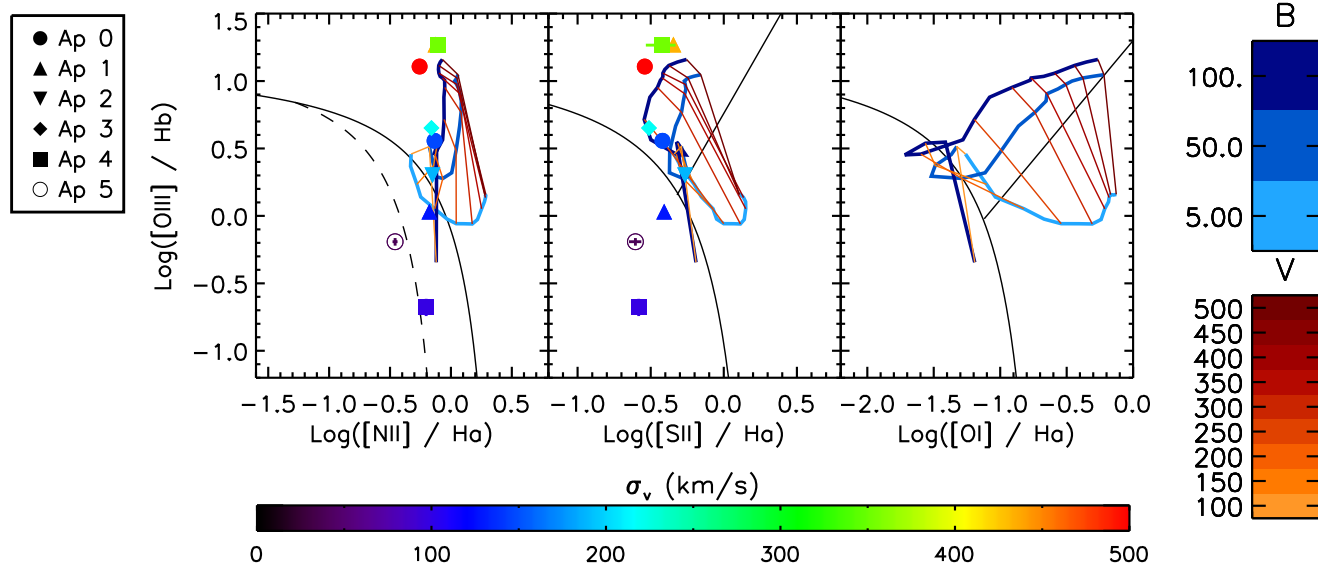 Ap 0
Ap 1
Ap 2
Ap 3
Ap 4
Ap 5
Log([OIII] / Hb)
1.5
1.0
0.5
0.0
−0.5
−1.0
−1.5 −1.0 −0.5 0.0 0.5
Log([NII] / Ha)
−1.0 −0.5 0.0 0.5
Log([SII] / Ha)
−2.0 −1.5 −1.0 −0.5 0.0
Log([OI] / Ha)
B
100.
50.0
5.00
V
500
450
400
350
300
250
200
150
100
σv (km/s)
0 100 200 300 400 500